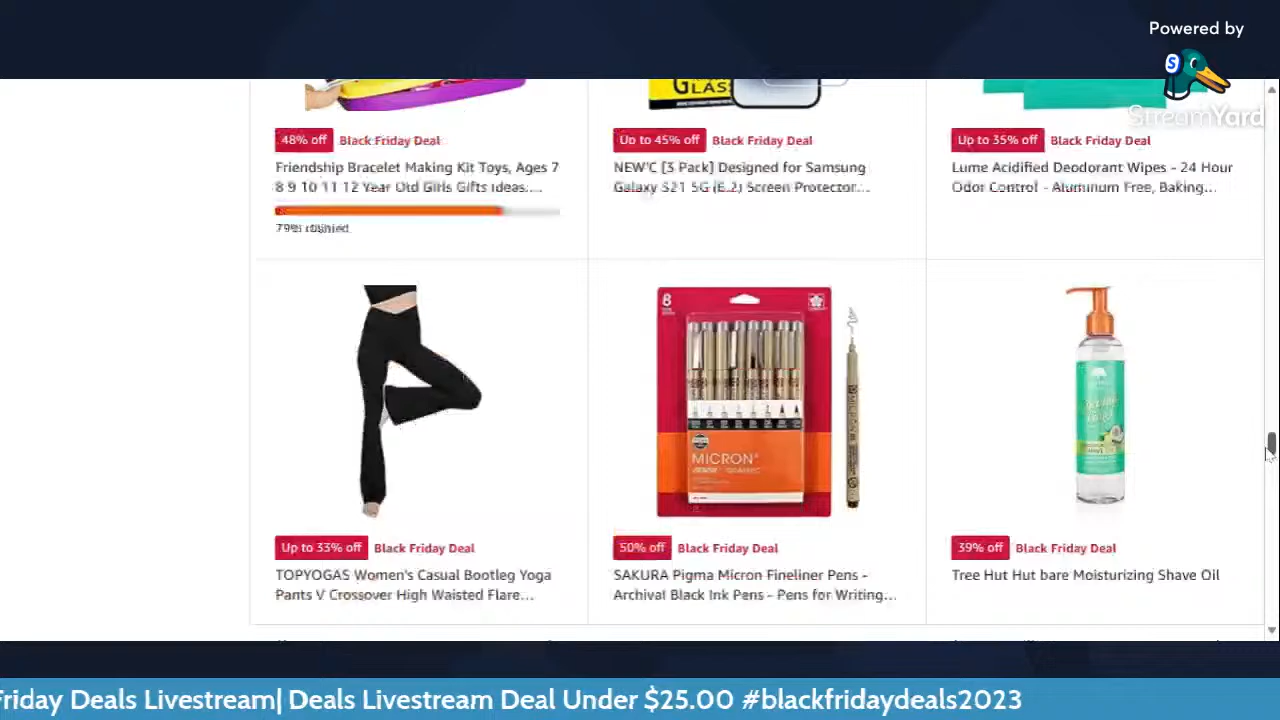 Powered by
StreamYard
GLASS
48% off Black Friday Deal
Up to 45% off Black Friday Deal
Up to 35% off Black Friday Deal
Friendship Bracelet Making Kit Toys, Ages 7
8 9 10 11 12 Year Old Girls Gifts Ideas....
NEW'C [3 Pack] Designed for Samsung
Galaxy S21 5G (6.2) Screen Protector...
Lume Acidified Deodorant Wipes - 24 Hour
Odor Control - Aluminum Free, Baking...
79% claimed
8
MICRON
Up to 33% off Black Friday Deal
50% off Black Friday Deal
39% off Black Friday Deal
TOPYOGAS Women's Casual Bootleg Yoga
Pants V Crossover High Waisted Flare...
SAKURA Pigma Micron Fineliner Pens -
Archival Black Ink Pens - Pens for Writing...
Tree Hut Hut bare Moisturizing Shave Oil
Friday Deals Livestream| Deals Livestream Deal Under $25.00 #blackfridaydeals2023